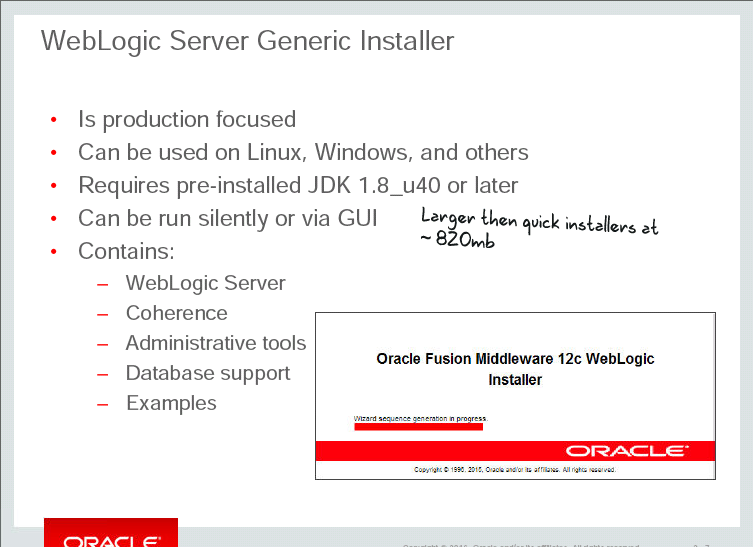 WebLogic Server Generic Installer
• Is production focused
• Can be used on Linux, Windows, and others
• Requires pre-installed JDK 1.8_u40 or later
• Can be run silently or via GUI
Larger then quick installers at
~ 820mb
• Contains:
– WebLogic Server
– Coherence
– Administrative tools
– Database support
– Examples
Oracle Fusion Middleware 12c WebLogic
Installer
Wizard sequence generation in progress.
ORACLE
Copyright © 1996, 2015, Oracle and/or its affiliates. All rights reserved.
ORACLE